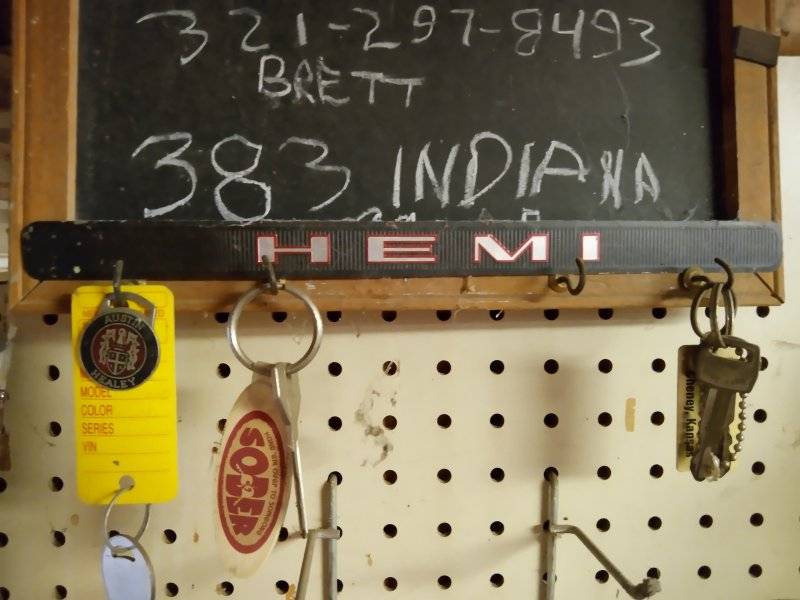 321-297-8493
BRETT
383 INDIANA
HEMI
AUSTIN
HEALEY
MODEL
COLOR
SERIES
VIN
SOBER
Cheney, Kansas